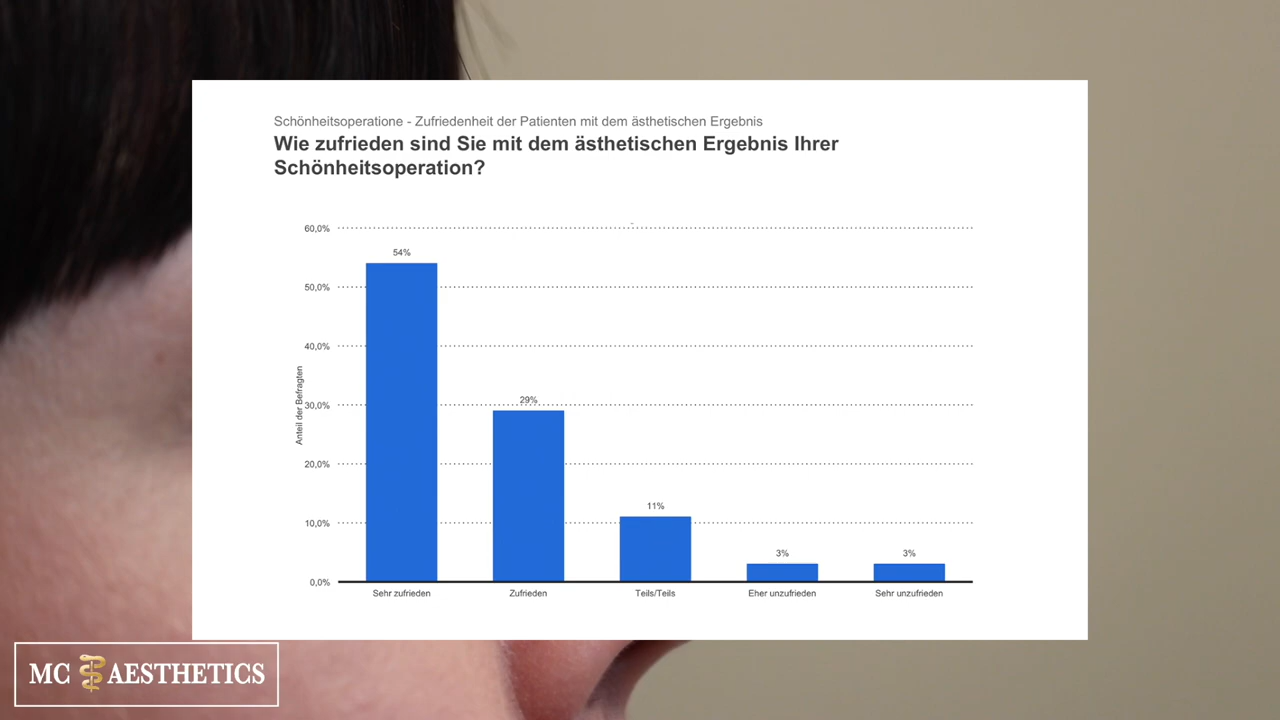 Schönheitsoperatione - Zufriedenheit der Patienten mit dem ästhetischen Ergebnis
Wie zufrieden sind Sie mit dem ästhetischen Ergebnis Ihrer
Schönheitsoperation?
Anteil der Befragten
60,0%
50,0%
40,0%
30,0%
20,0%
10,0%
0,0%
54%
29%
11%
3%
3%
Sehr zufrieden
Zufrieden
Teils/Teils
Eher unzufrieden
Sehr unzufrieden
MC AESTHETICS